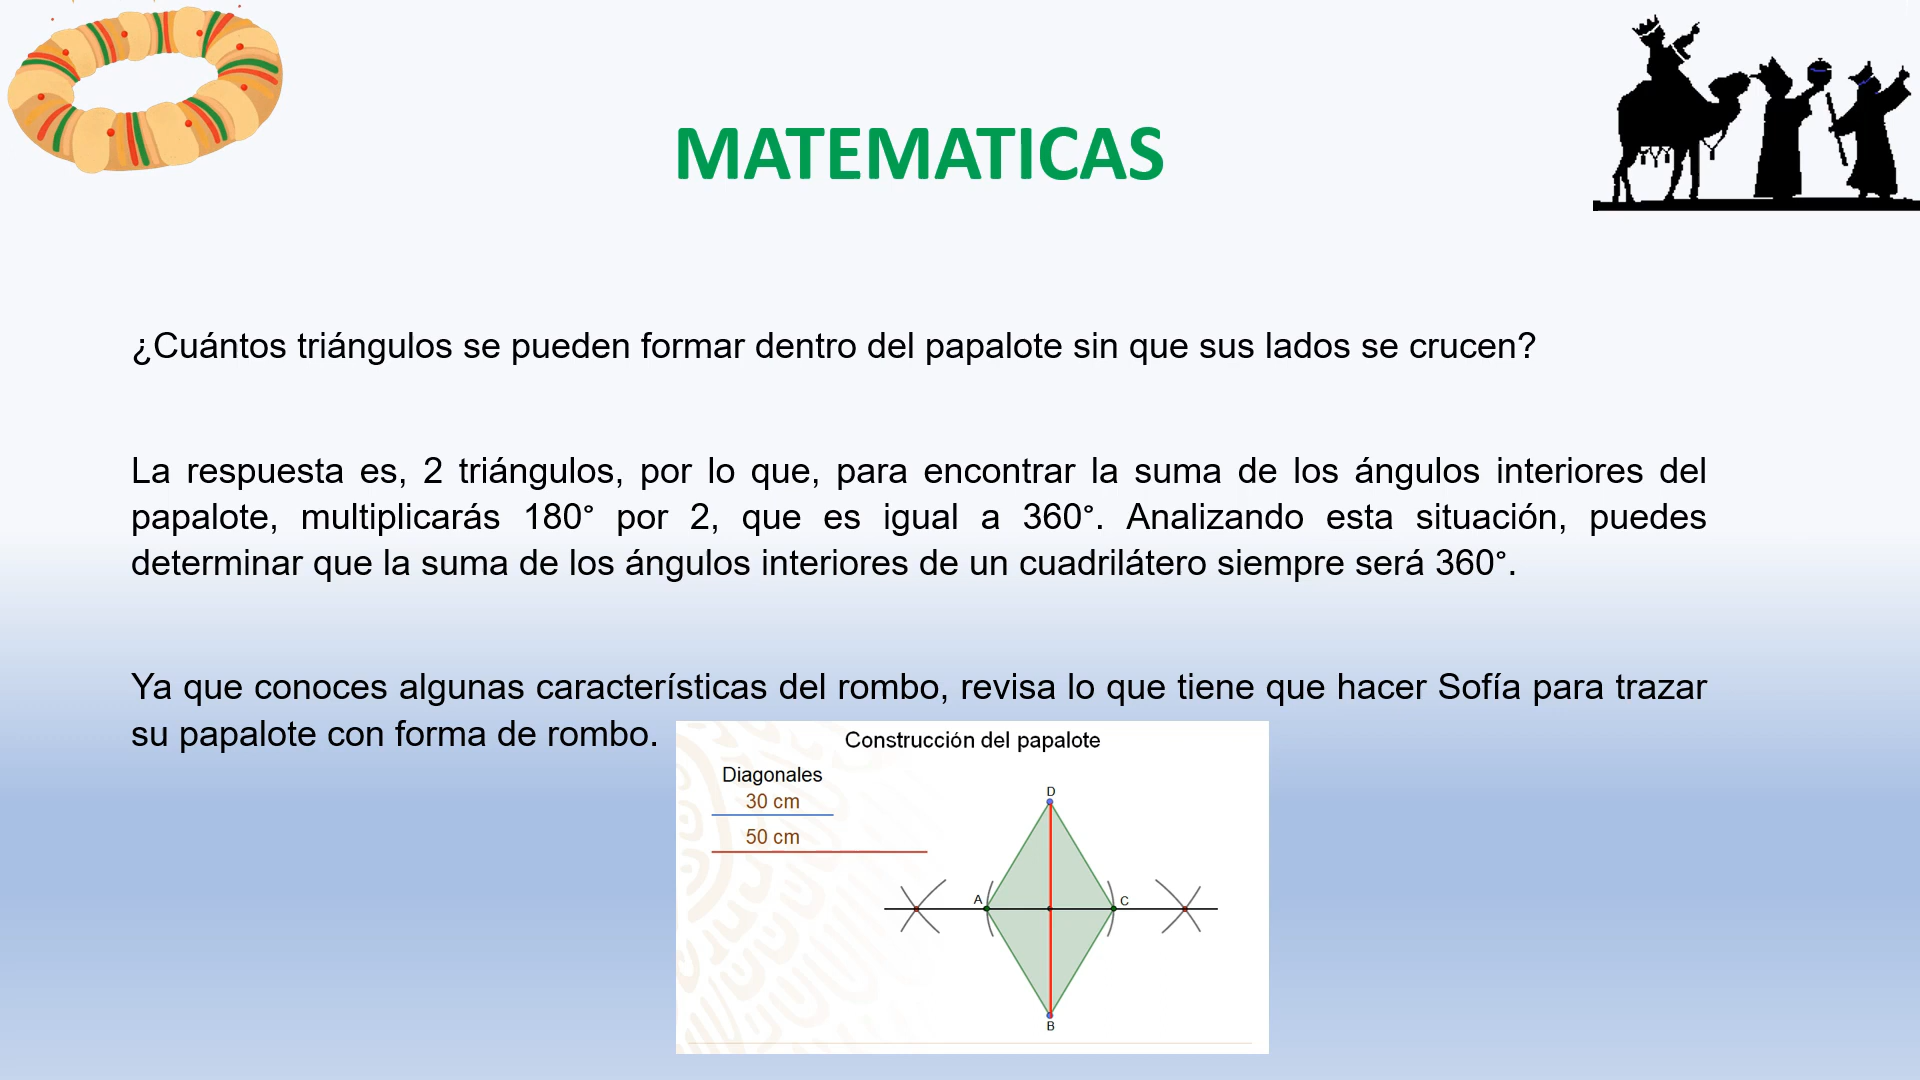 MATEMATICAS
¿Cuántos triángulos se pueden formar dentro del papalote sin que sus lados se crucen?
La respuesta es, 2 triángulos, por lo que, para encontrar la suma de los ángulos interiores del
papalote, multiplicarás 180° por 2, que es igual a 360°. Analizando esta situación, puedes
determinar que la suma de los ángulos interiores de un cuadrilátero siempre será 360°.
Ya que conoces algunas características del rombo, revisa lo que tiene que hacer Sofía para trazar
su papalote con forma de rombo.
Construcción del papalote
Diagonales
30 cm
50 cm
D
A
C
B